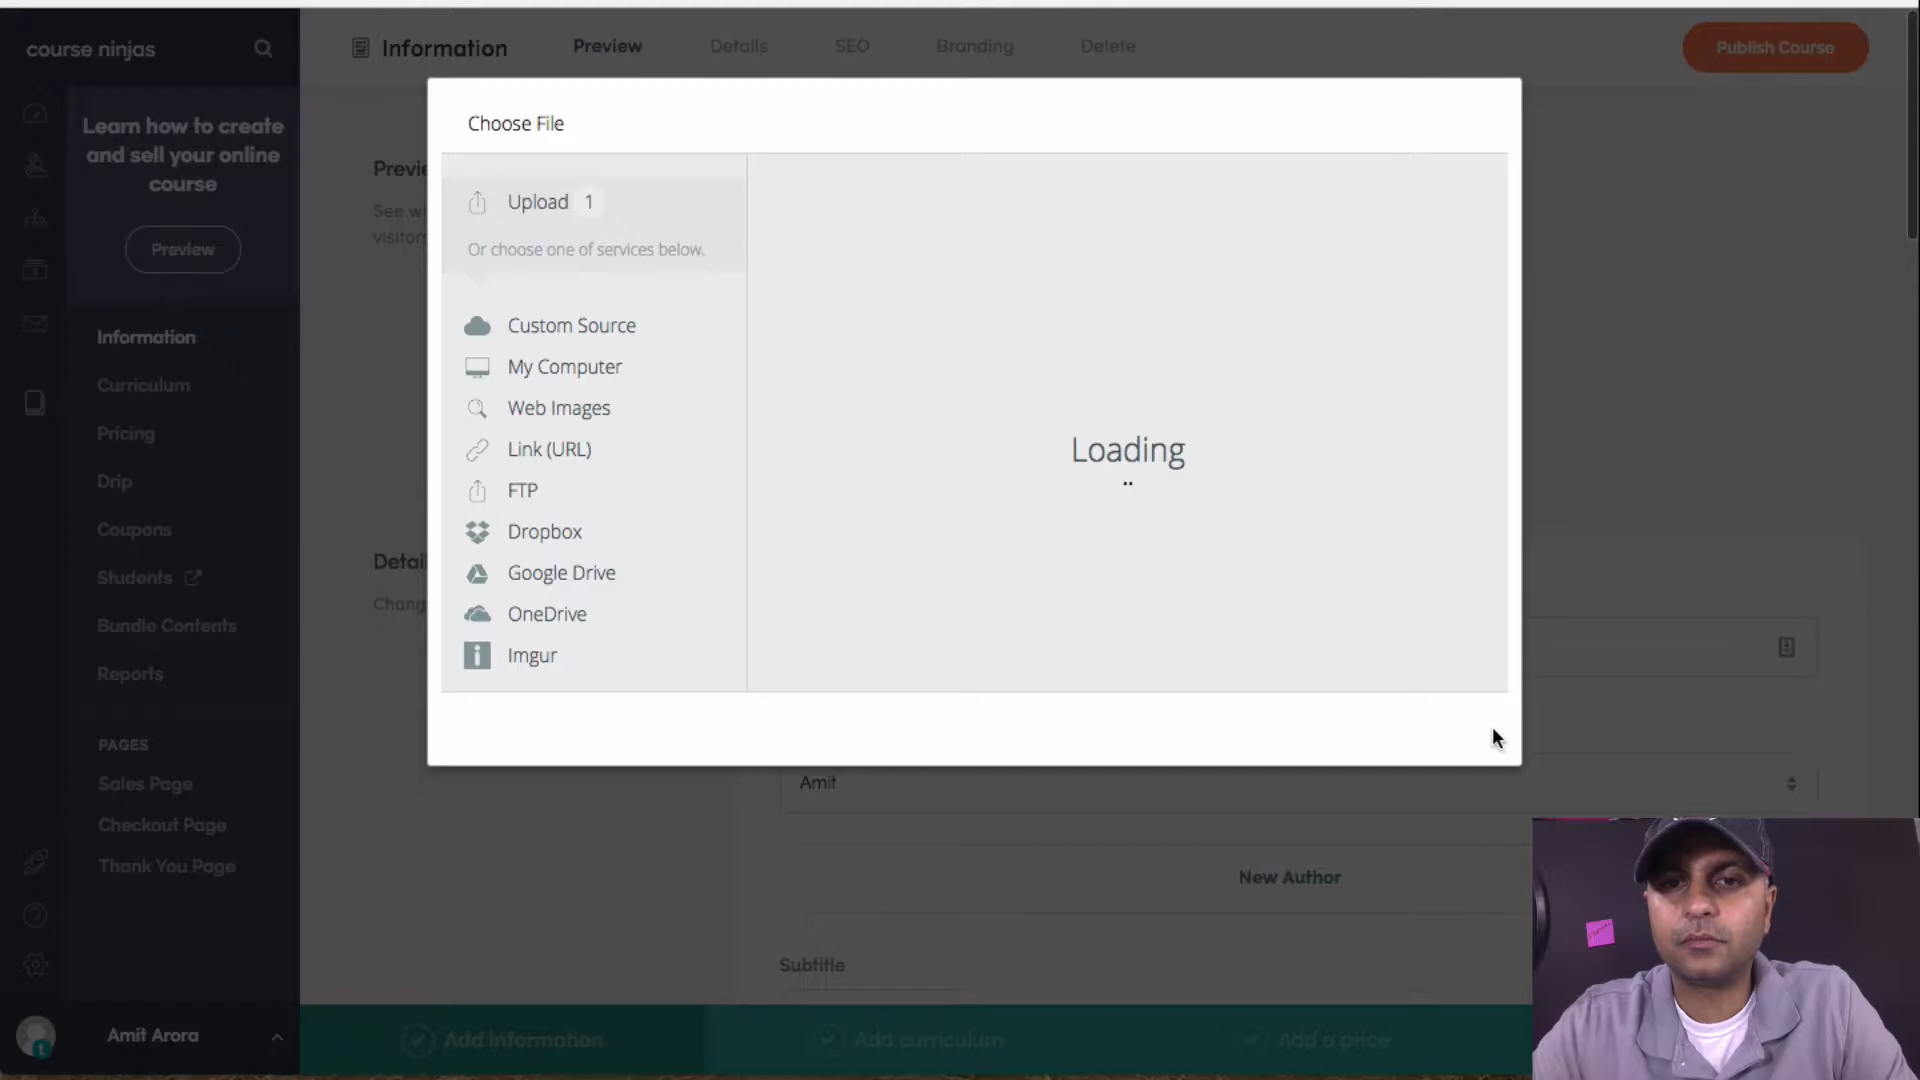 course ninjas
Information
Preview
Details
SEO
Branding
Delete
Publish Course
Learn how to create
and sell your online
course
Preview
Information
Curriculum
Pricing
Drip
Coupons
Students
Bundle Contents
Reports
PAGES
Sales Page
Checkout Page
Thank You Page
Amit Arora
Choose File
Upload 1
Or choose one of services below.
Custom Source
My Computer
Web Images
Link (URL)
FTP
Dropbox
Google Drive
OneDrive
Imgur
Loading
Amit
New Author
Subtitle
Add information
Add curriculum
Add a price